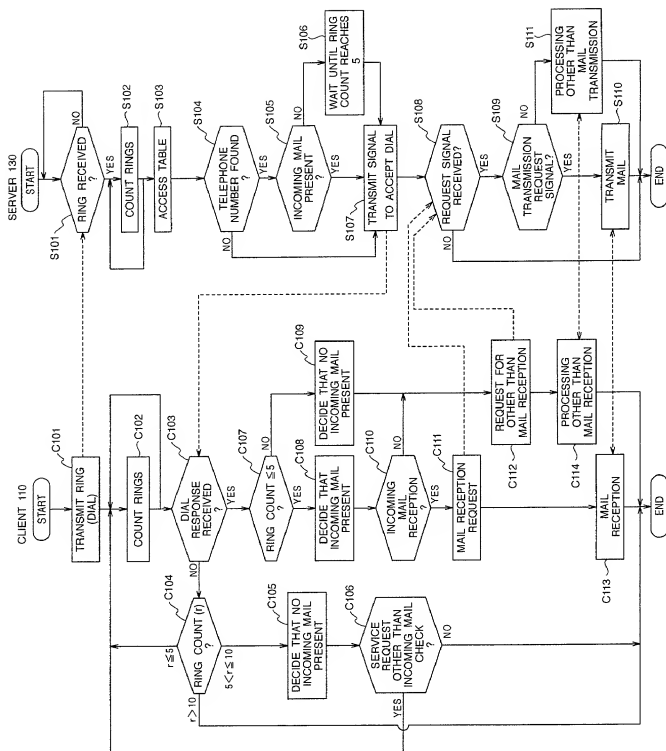 CLIENT 110
START
C101
TRANSMIT RING
(DIAL)
C102
COUNT RINGS
C103
DIAL
RESPONSE
RECEIVED
?
NO
YES
C104
RING COUNT (r)
?
r≦5
5<r≦10
r>10
C105
DECIDE THAT NO
INCOMING MAIL
PRESENT
C106
SERVICE
REQUEST
OTHER THAN
INCOMING MAIL
CHECK
?
YES
NO
C107
RING COUNT ≦5
?
NO
YES
C108
DECIDE THAT
INCOMING MAIL
PRESENT
C109
DECIDE THAT NO
INCOMING MAIL
PRESENT
C110
INCOMING
MAIL
RECEPTION
?
NO
YES
C111
MAIL RECEPTION
REQUEST
REQUEST FOR
OTHER THAN
MAIL RECEPTION
C112
PROCESSING
OTHER THAN
MAIL RECEPTION
C114
MAIL
RECEPTION
C113
END
SERVER 130
START
RING RECEIVED
?
S101
NO
YES
S102
COUNT RINGS
S103
ACCESS TABLE
S104
TELEPHONE
NUMBER FOUND
?
NO
YES
S105
INCOMING MAIL
PRESENT
?
NO
YES
S106
WAIT UNTIL RING
COUNT REACHES
5
S107
TRANSMIT SIGNAL
TO ACCEPT DIAL
S108
REQUEST SIGNAL
RECEIVED?
NO
YES
S109
MAIL
TRANSMISSION
REQUEST
SIGNAL?
NO
YES
S111
PROCESSING
OTHER THAN
MAIL
TRANSMISSION
S110
TRANSMIT
MAIL
END